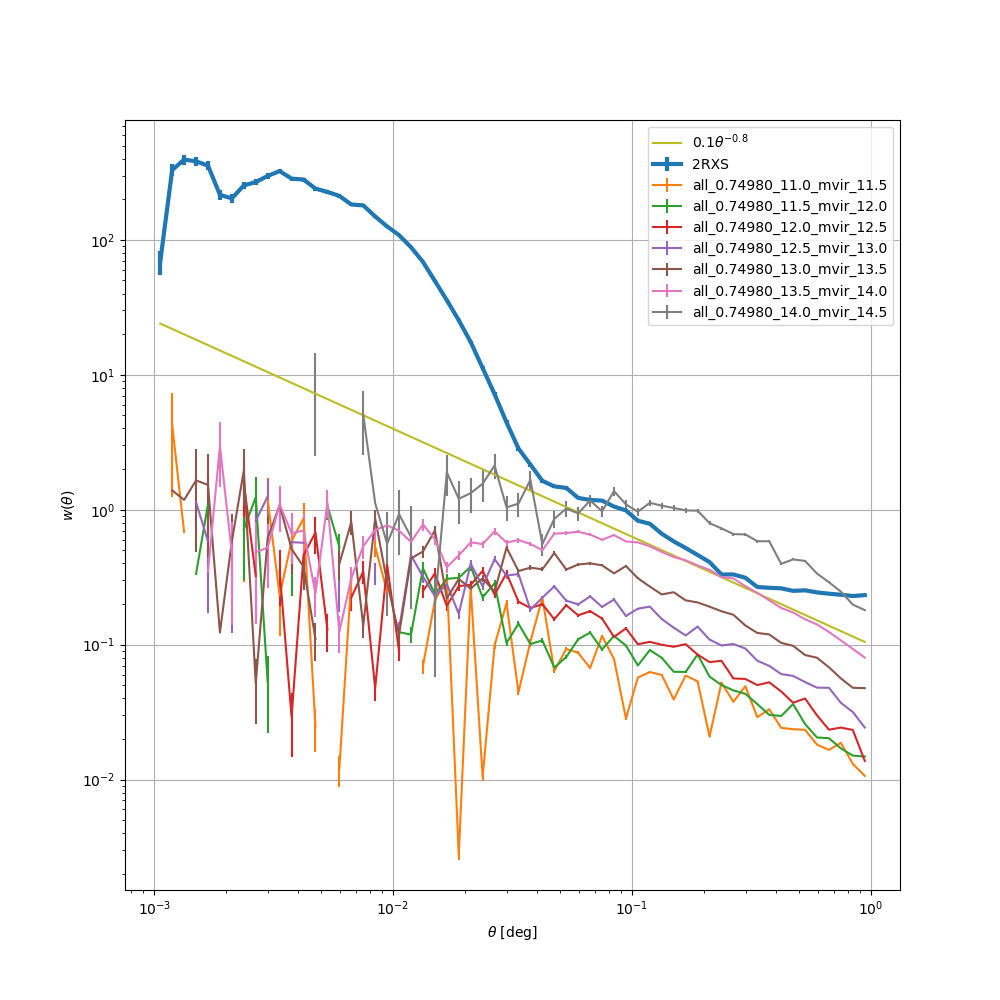 0.1θ^−0.8
2RXS
all_0.74980_11.0_mvir_11.5
all_0.74980_11.5_mvir_12.0
all_0.74980_12.0_mvir_12.5
all_0.74980_12.5_mvir_13.0
all_0.74980_13.0_mvir_13.5
all_0.74980_13.5_mvir_14.0
all_0.74980_14.0_mvir_14.5
w(θ)
10^2
10^1
10^0
10^−1
10^−2
10^−3 10^−2 10^−1 10^0
θ [deg]